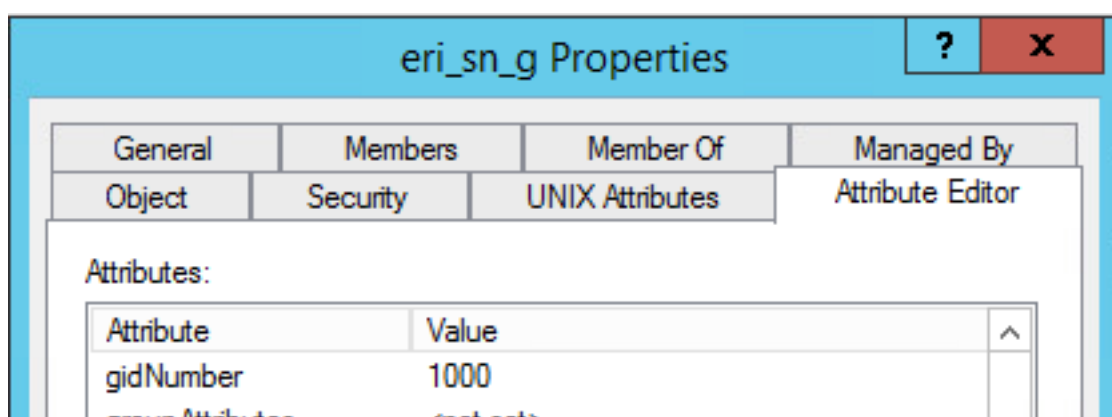 eri_sn_g Properties ? x
General Members Member Of Managed By
Object Security UNIX Attributes Attribute Editor
Attributes:
Attribute Value
gidNumber 1000